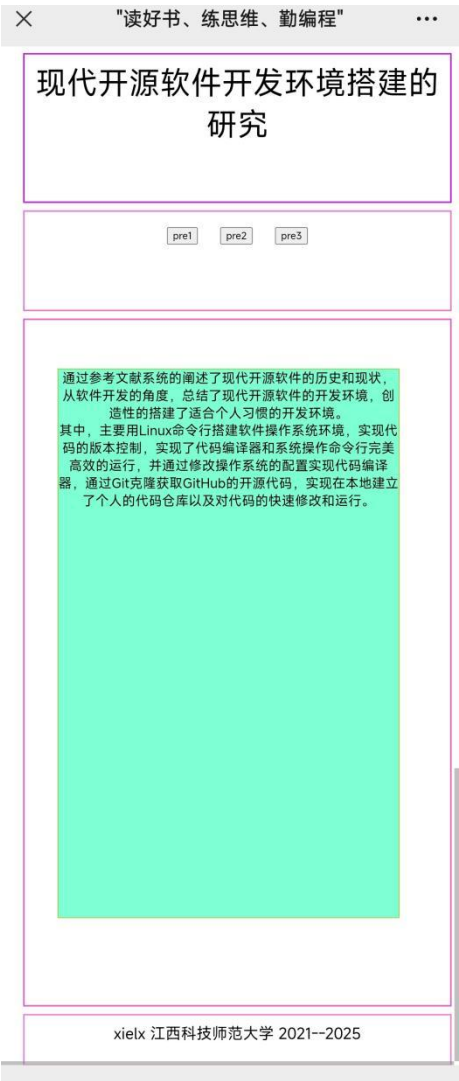 "读好书、练思维、勤编程"
现代开源软件开发环境搭建的
研究
pre1 pre2 pre3
通过参考文献系统的阐述了现代开源软件的历史和现状，
从软件开发的角度，总结了现代开源软件的开发环境，创
造性的搭建了适合个人习惯的开发环境。
其中，主要用Linux命令行搭建软件操作系统环境，实现代
码的版本控制，实现了代码编译器和系统操作命令行完美
高效的运行，并通过修改操作系统的配置实现代码编译
器，通过Git克隆获取GitHub的开源代码，实现在本地建立
了个人的代码仓库以及对代码的快速修改和运行。
xielx 江西科技师范大学 2021--2025